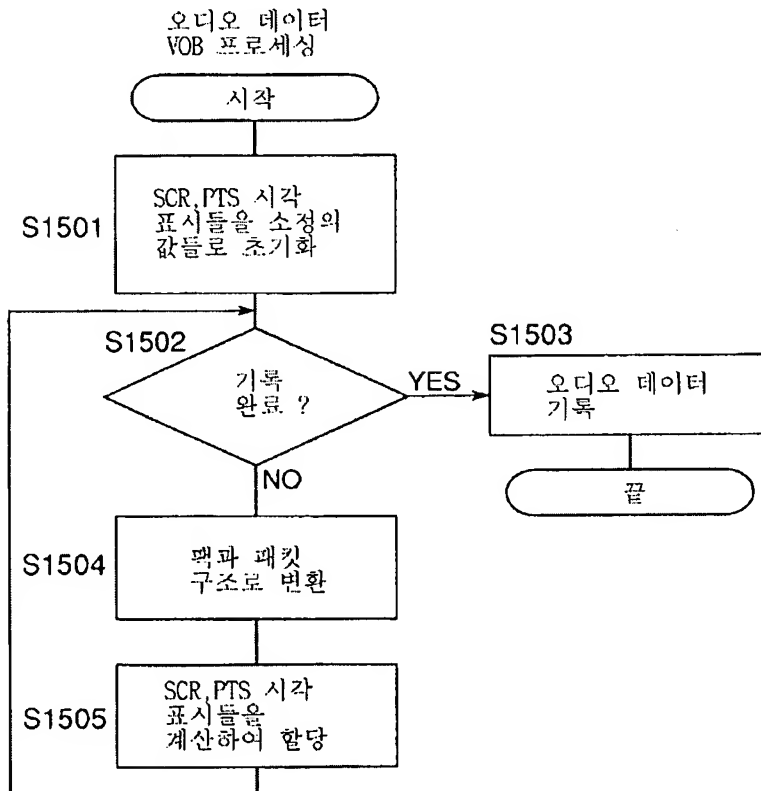 오디오 데이터
VOB 프로세싱
시작
S1501
SCR,PTS 시각
표시들을 소정의
값들로 초기화
S1502
기록
완료 ?
YES
S1503
오디오 데이터
기록
끝
NO
S1504
팩과 패킷
구조로 변환
S1505
SCR,PTS 시각
표시들을
계산하여 할당